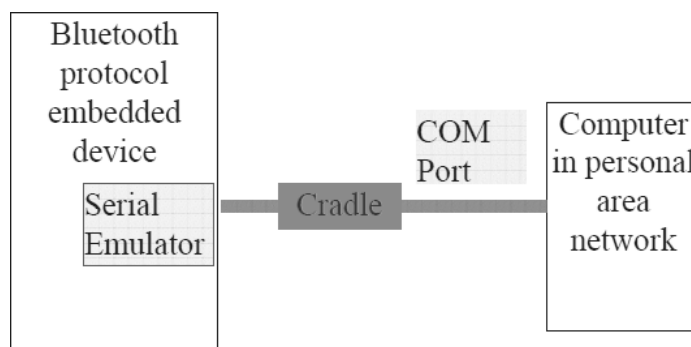 Bluetooth
protocol
embedded
device
Serial
Emulator
Cradle
COM
Port
Computer
in personal
area
network